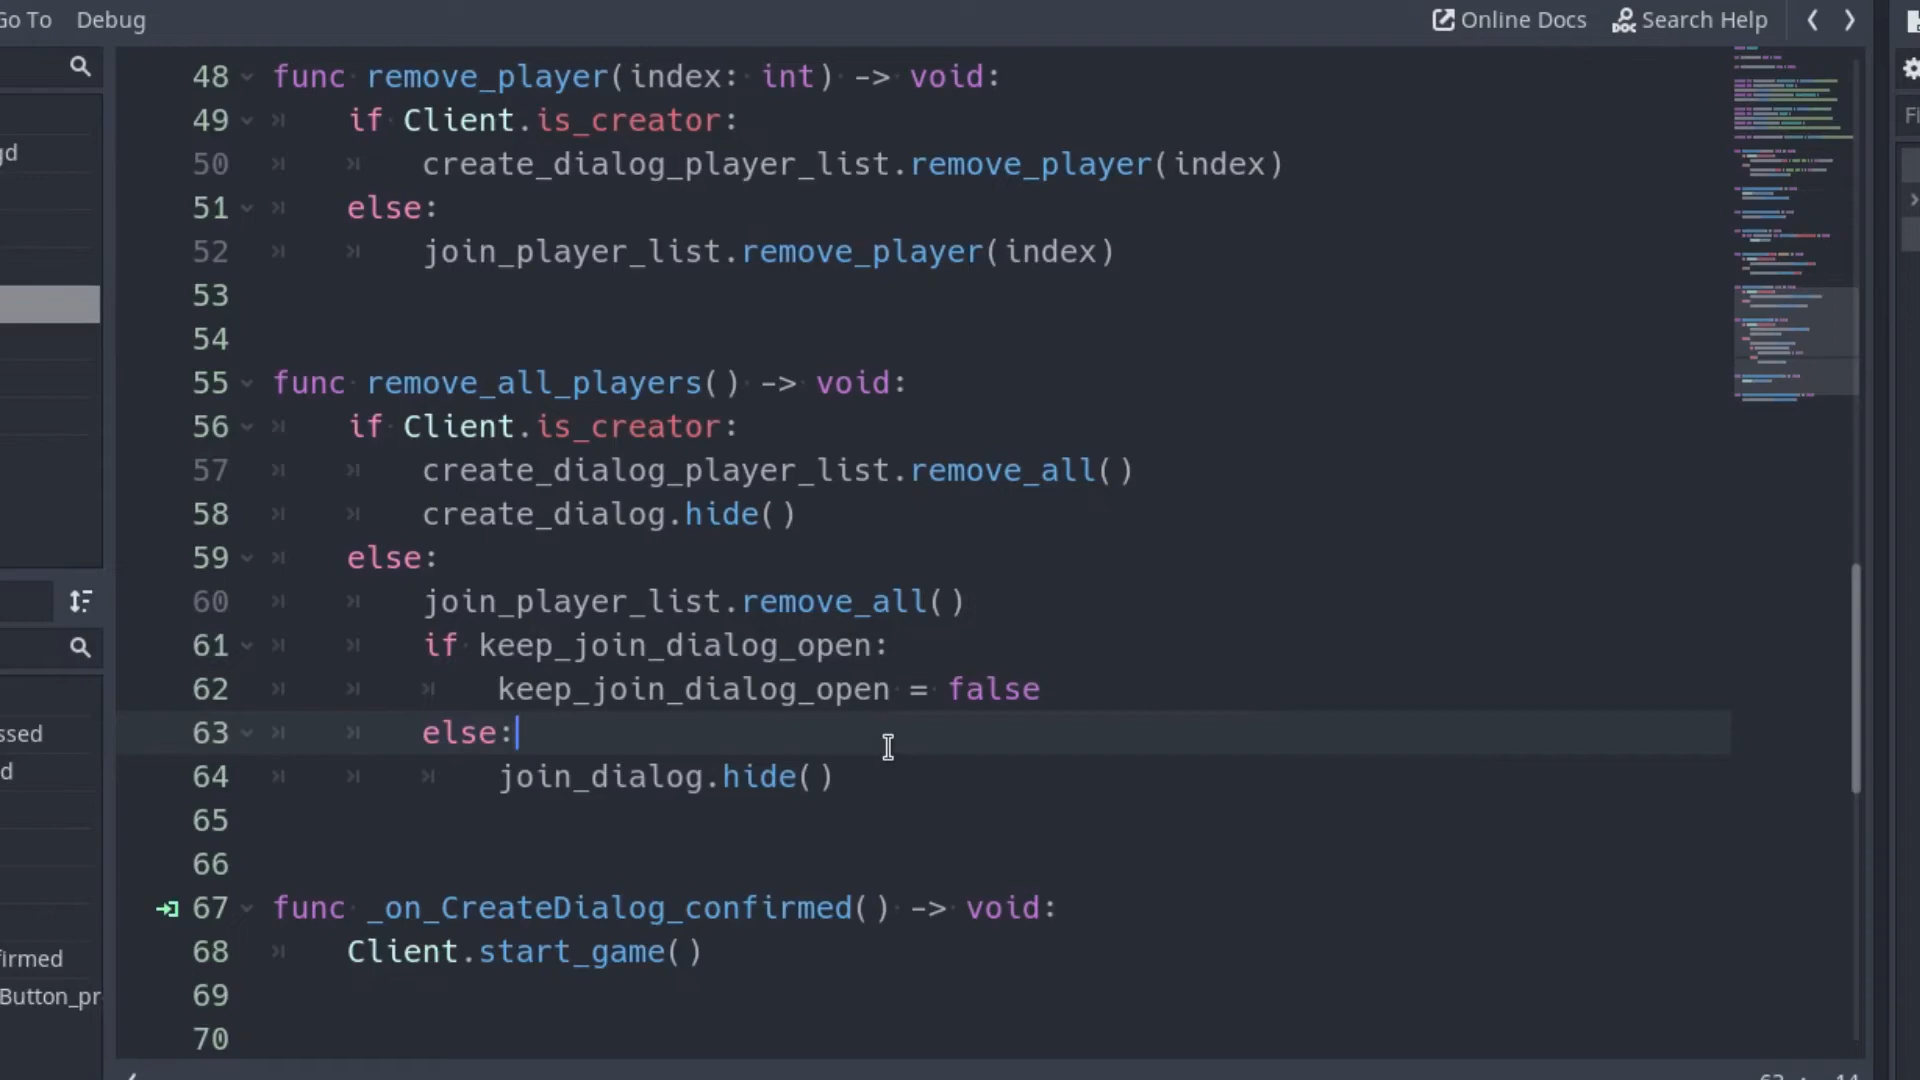 Go To Debug Online Docs Search Help
48 func remove_player(index: int) -> void:
49 if Client.is_creator:
50 create_dialog_player_list.remove_player(index)
51 else:
52 join_player_list.remove_player(index)
53
54
55 func remove_all_players() -> void:
56 if Client.is_creator:
57 create_dialog_player_list.remove_all()
58 create_dialog.hide()
59 else:
60 join_player_list.remove_all()
61 if keep_join_dialog_open:
62 keep_join_dialog_open = false
63 else:
64 join_dialog.hide()
65
66
67 func _on_CreateDialog_confirmed() -> void:
68 Client.start_game()
69
70
gd
ssed
d
firmed
Button_pr
Fi